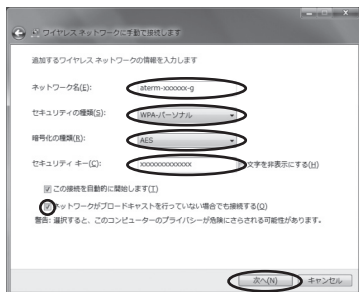 ワイヤレス ネットワークに手動で接続します
追加するワイヤレス ネットワークの情報を入力します
ネットワーク名(E): aterm-xxxxxx-g
セキュリティの種類(S): WPA-パーソナル
暗号化の種類(R): AES
セキュリティ キー(C): xxxxxxxxxxxxx 文字を非表示にする(H)
この接続を自動的に開始します(T)
ネットワークがブロードキャストを行っていない場合でも接続する(O)
警告: 選択すると、このコンピューターのプライバシーが危険にさらされる可能性があります。
次へ(N) キャンセル